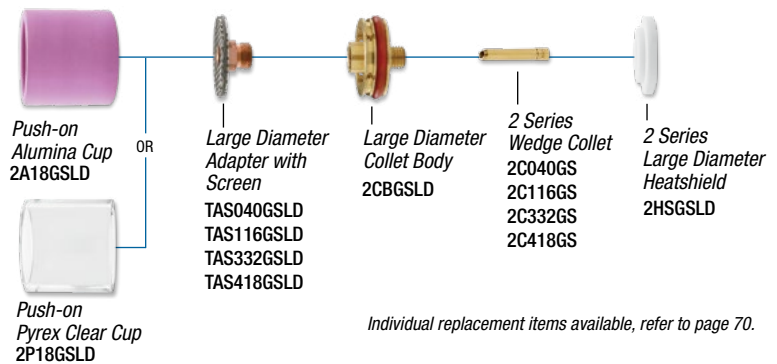 Push-on
Alumina Cup
2A18GSLD
OR
Push-on
Pyrex Clear Cup
2P18GSLD
Large Diameter
Adapter with
Screen
TAS040GSLD
TAS116GSLD
TAS332GSLD
TAS418GSLD
Large Diameter
Collet Body
2CBGSLD
2 Series
Wedge Collet
2C040GS
2C116GS
2C332GS
2C418GS
2 Series
Large Diameter
Heatshield
2HSGSLD
Individual replacement items available, refer to page 70.